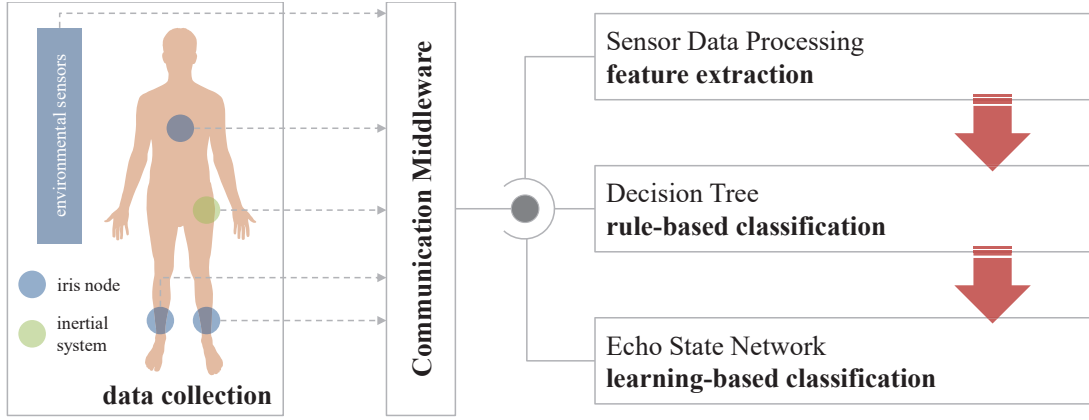 environmental sensors
iris node
inertial
system
data collection
Communication Middleware
Sensor Data Processing
feature extraction
Decision Tree
rule-based classification
Echo State Network
learning-based classification